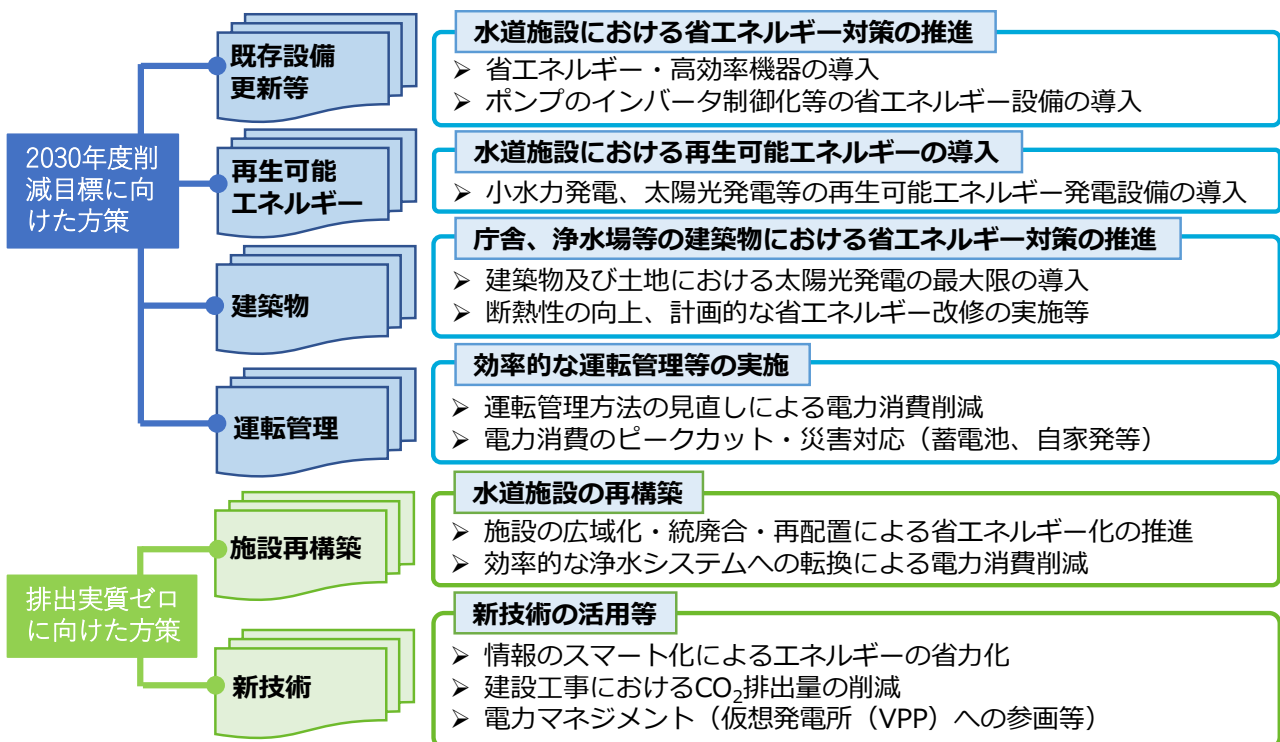 2030年度削
減目標に向
けた方策
既存設備
更新等
水道施設における省エネルギー対策の推進
➢ 省エネルギー・高効率機器の導入
➢ ポンプのインバータ制御化等の省エネルギー設備の導入
再生可能
エネルギー
水道施設における再生可能エネルギーの導入
➢ 小水力発電、太陽光発電等の再生可能エネルギー発電設備の導入
建築物
庁舎、浄水場等の建築物における省エネルギー対策の推進
➢ 建築物及び土地における太陽光発電の最大限の導入
➢ 断熱性の向上、計画的な省エネルギー改修の実施等
運転管理
効率的な運転管理等の実施
➢ 運転管理方法の見直しによる電力消費削減
➢ 電力消費のピークカット・災害対応（蓄電池、自家発等）
排出実質ゼロ
に向けた方策
施設再構築
水道施設の再構築
➢ 施設の広域化・統廃合・再配置による省エネルギー化の推進
➢ 効率的な浄水システムへの転換による電力消費削減
新技術
新技術の活用等
➢ 情報のスマート化によるエネルギーの省力化
➢ 建設工事におけるCO₂排出量の削減
➢ 電力マネジメント（仮想発電所（VPP）への参画等）